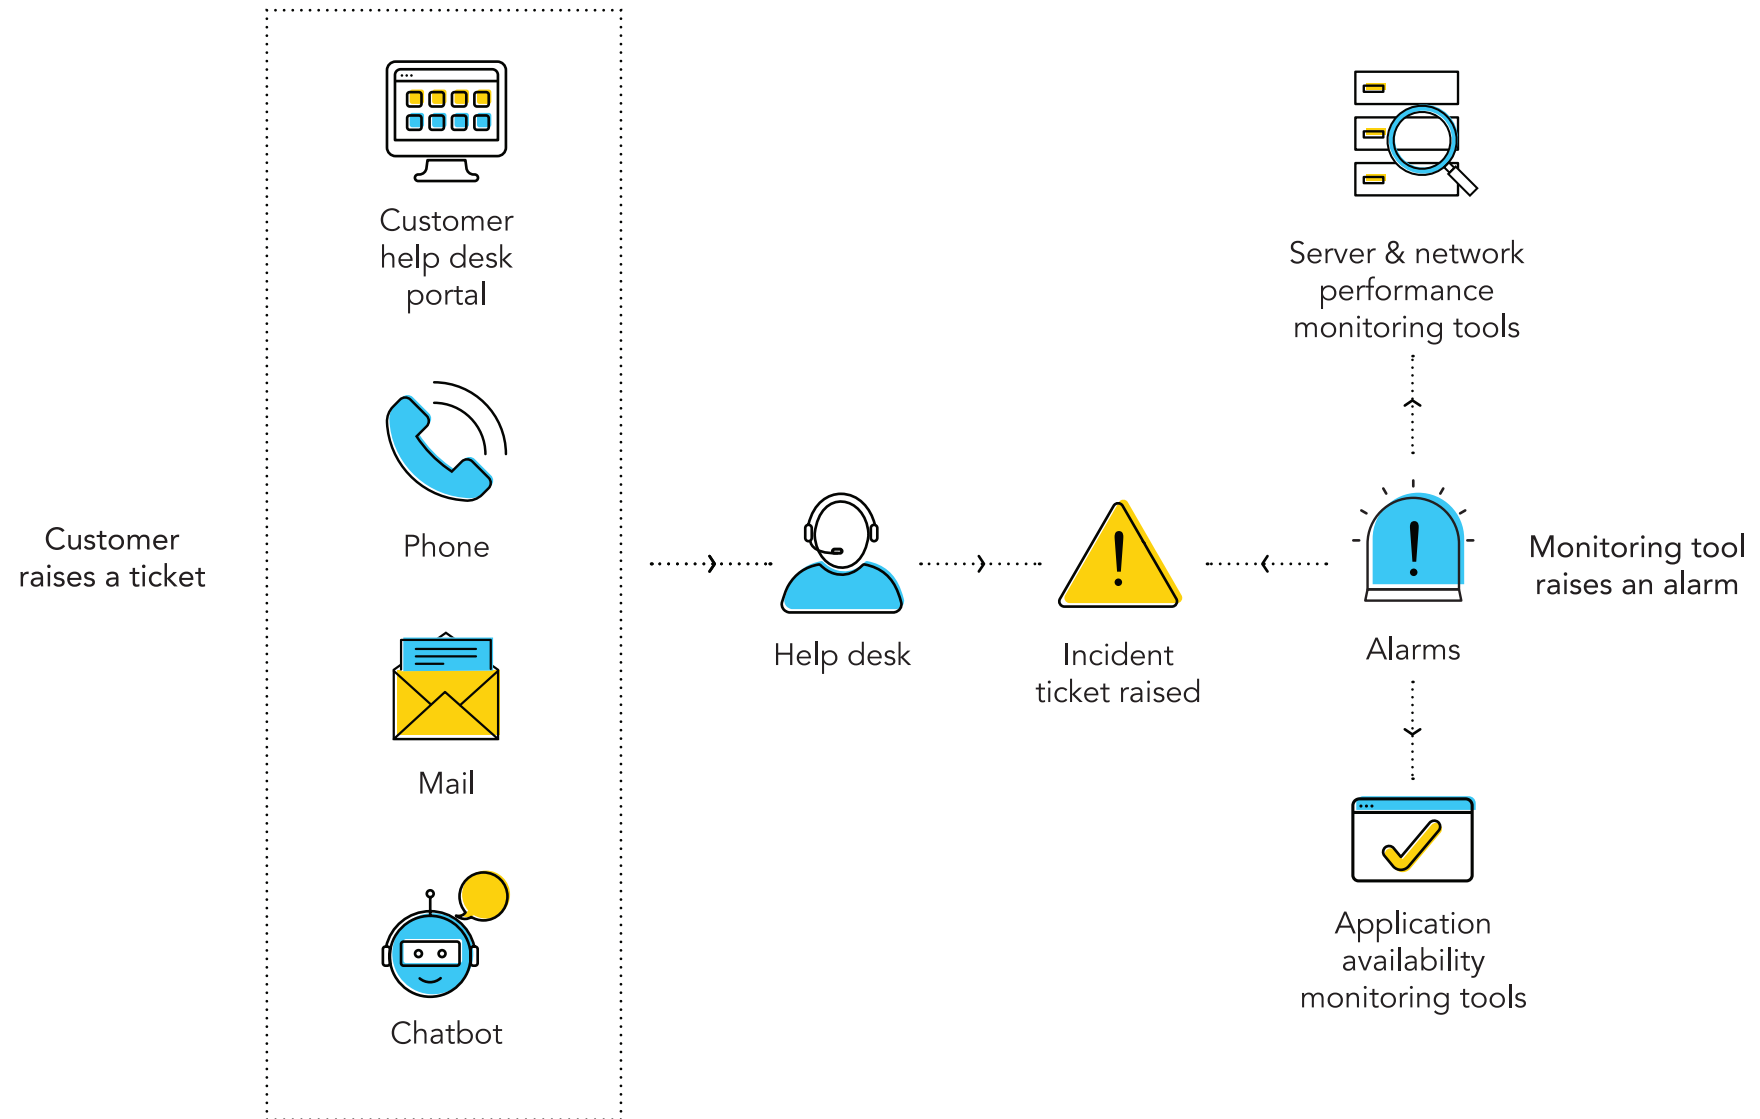 Customer
raises a ticket
Customer
help desk
portal
Phone
Mail
Chatbot
Help desk
Incident
ticket raised
Server & network
performance
monitoring tools
Alarms
Monitoring tool
raises an alarm
Application
availability
monitoring tools